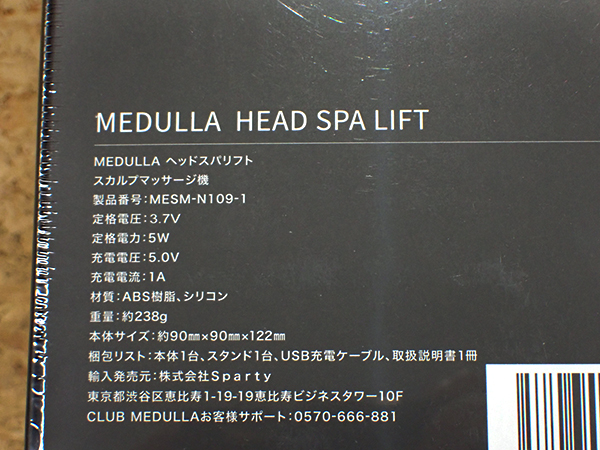 MEDULLA HEAD SPA LIFT
MEDULLA ヘッドスパリフト
スカルプマッサージ機
製品番号：MESM-N109-1
定格電圧：3.7V
定格電力：5W
充電電圧：5.0V
充電電流：1A
材質：ABS樹脂、シリコン
重量：約238g
本体サイズ：約90㎜×90㎜×122㎜
梱包リスト：本体1台、スタンド1台、USB充電ケーブル、取扱説明書1冊
輸入発売元：株式会社Sparty
東京都渋谷区恵比寿1-19-19恵比寿ビジネスタワー10F
CLUB MEDULLAお客様サポート：0570-666-881